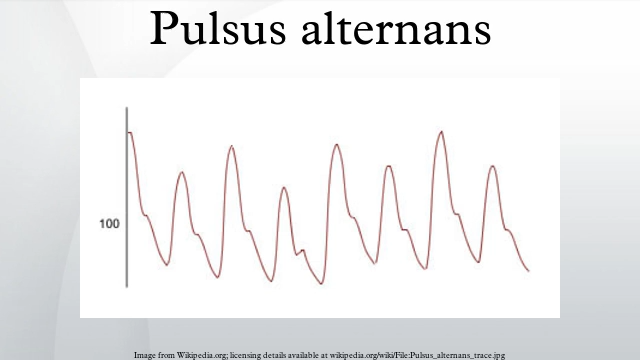 Pulsus alternans
100
Image from Wikipedia.org; licensing details available at wikipedia.org/wiki/File:Pulsus_alternans_trace.jpg